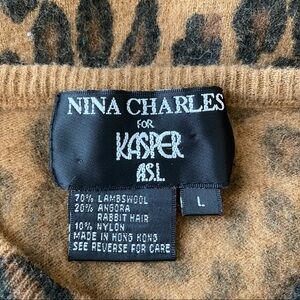 NINA CHARLES
FOR
KASPER
A.S.L.
70% LAMBSWOOL
20% ANGORA
RABBIT HAIR
10% NYLON
MADE IN HONG KONG
SEE REVERSE FOR CARE
L